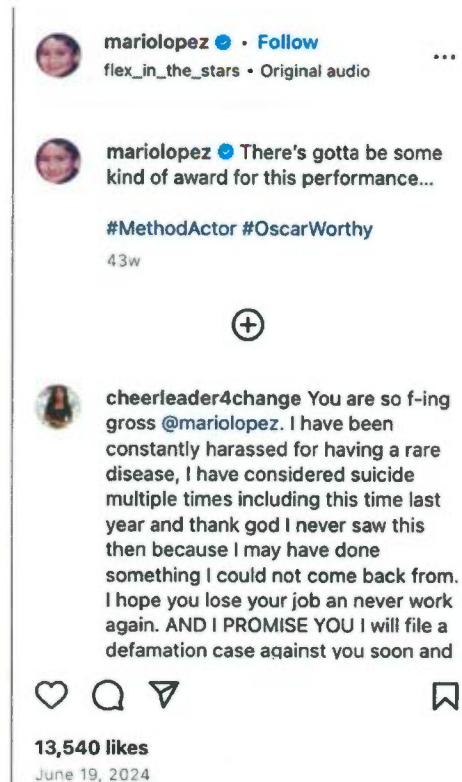 mariolopez • Follow
flex_in_the_stars • Original audio
mariolopez There's gotta be some
kind of award for this performance...
#MethodActor #OscarWorthy
43w
cheerleader4change You are so f-ing
gross @mariolopez. I have been
constantly harassed for having a rare
disease, I have considered suicide
multiple times including this time last
year and thank god I never saw this
then because I may have done
something I could not come back from.
I hope you lose your job an never work
again. AND I PROMISE YOU I will file a
defamation case against you soon and
13,540 likes
June 19, 2024